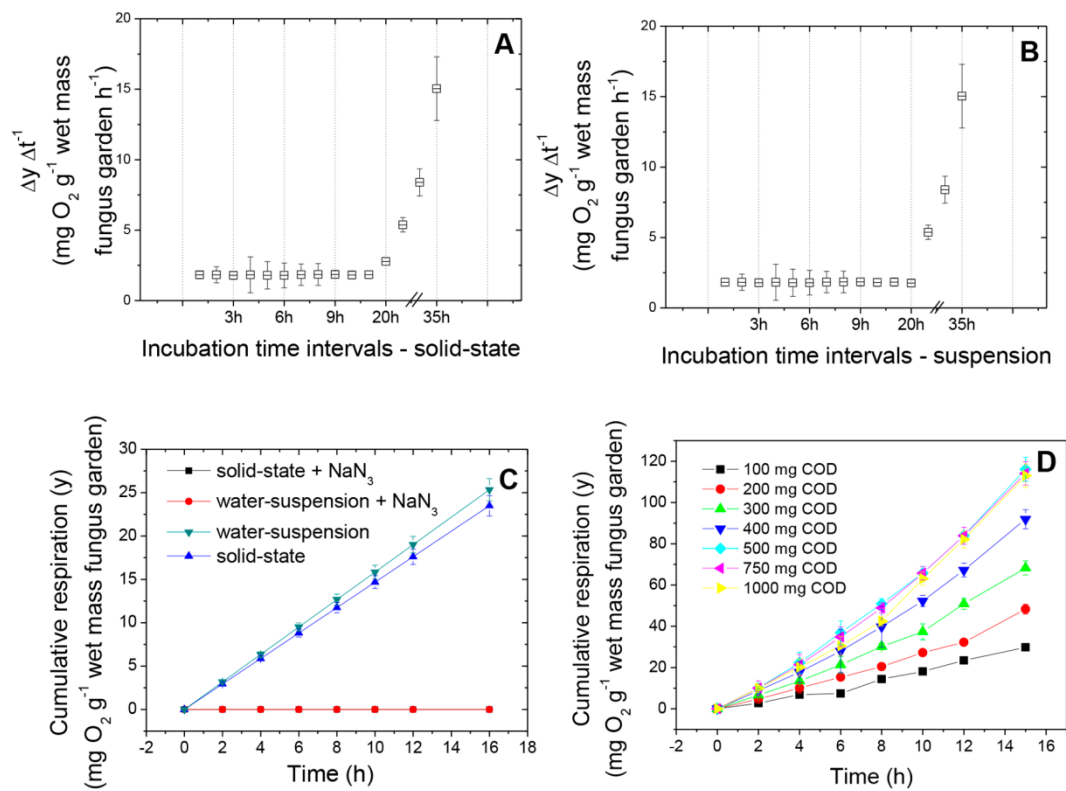 A
20
15
10
5
0
Δy Δt⁻¹
(mg O₂ g⁻¹ wet mass
fungus garden h⁻¹)
3h 6h 9h 20h 35h
Incubation time intervals - solid-state
B
20
15
10
5
0
Δy Δt⁻¹
(mg O₂ g⁻¹ wet mass
fungus garden h⁻¹)
3h 6h 9h 20h 35h
Incubation time intervals - suspension
C
30
25
20
15
10
5
0
Cumulative respiration (y)
(mg O₂ g⁻¹ wet mass fungus garden)
solid-state + NaN₃
water-suspension + NaN₃
water-suspension
solid-state
-2 0 2 4 6 8 10 12 14 16 18
Time (h)
D
120
100
80
60
40
20
0
Cumulative respiration (y)
(mg O₂ g⁻¹ wet mass fungus garden)
100 mg COD
200 mg COD
300 mg COD
400 mg COD
500 mg COD
750 mg COD
1000 mg COD
-2 0 2 4 6 8 10 12 14 16
Time (h)